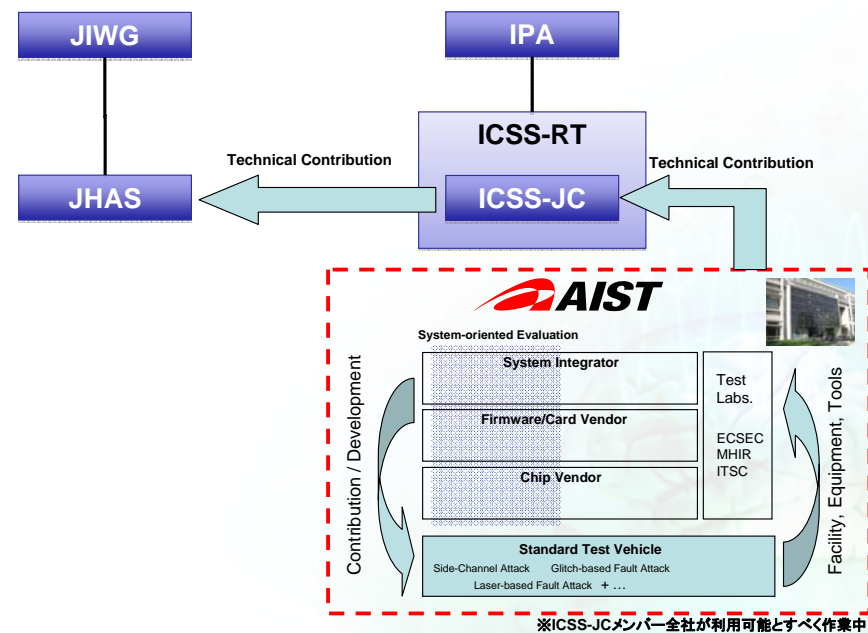 JIWG
IPA
ICSS-RT
Technical Contribution
Technical Contribution
JHAS
ICSS-JC
AIST
System-oriented Evaluation
System Integrator
Firmware/Card Vendor
Chip Vendor
Test
Labs.
ECSEC
MHIR
ITSC
Contribution / Development
Facility, Equipment, Tools
Standard Test Vehicle
Side-Channel Attack Glitch-based Fault Attack
Laser-based Fault Attack + …
※ICSS-JCメンバー全社が利用可能とすべく作業中